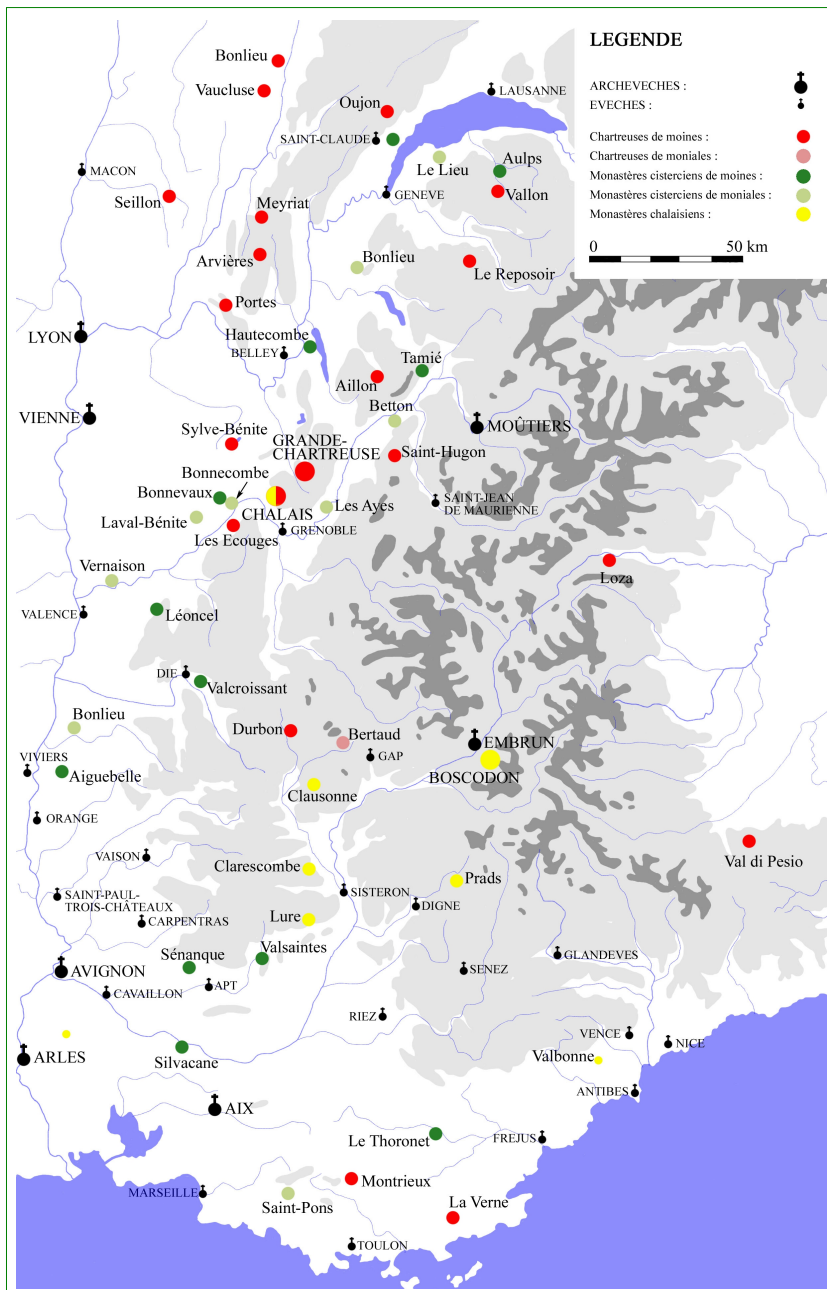 LEGENDE
ARCHEVECHES :
EVECHES :
Chartreuses de moines :
Chartreuses de moniales :
Monastères cisterciens de moines :
Monastères cisterciens de moniales :
Monastères chalaisiens :
0 50 km
Bonlieu
Vaucluse
Oujon
LAUSANNE
SAINT-CLAUDE
Le Lieu
Aulps
MACON
Seillon
GENEVE
Vallon
Meyriat
Arvières
Bonlieu
Le Reposoir
Portes
LYON
Hautecombe
BELLEY
Tamié
Aillon
VIENNE
Betton
MOÛTIERS
Sylve-Bénite
GRANDE-
CHARTREUSE
Saint-Hugon
Bonnecombe
Bonnevaux
Laval-Bénite
CHALAIS
Les Ayes
SAINT-JEAN
DE MAURIENNE
Les Ecouges
GRENOBLE
Vernaison
Loza
VALENCE
Léoncel
DIE
Valcroissant
Bonlieu
Durbon
Bertaud
EMBRUN
VIVIERS
Aiguebelle
GAP
BOSCODON
Clausonne
ORANGE
VAISON
Clarescombe
Val di Pesio
SAINT-PAUL-
TROIS-CHÂTEAUX
SISTERON
Prads
DIGNE
CARPENTRAS
Lure
Sénanque
Valsaintes
GLANDEVES
AVIGNON
SENEZ
CAVAILLON
APT
RIEZ
VENCE
NICE
ARLES
Silvacane
Valbonne
ANTIBES
AIX
Le Thoronet
FREJUS
Montrieux
MARSEILLE
Saint-Pons
La Verne
TOULON